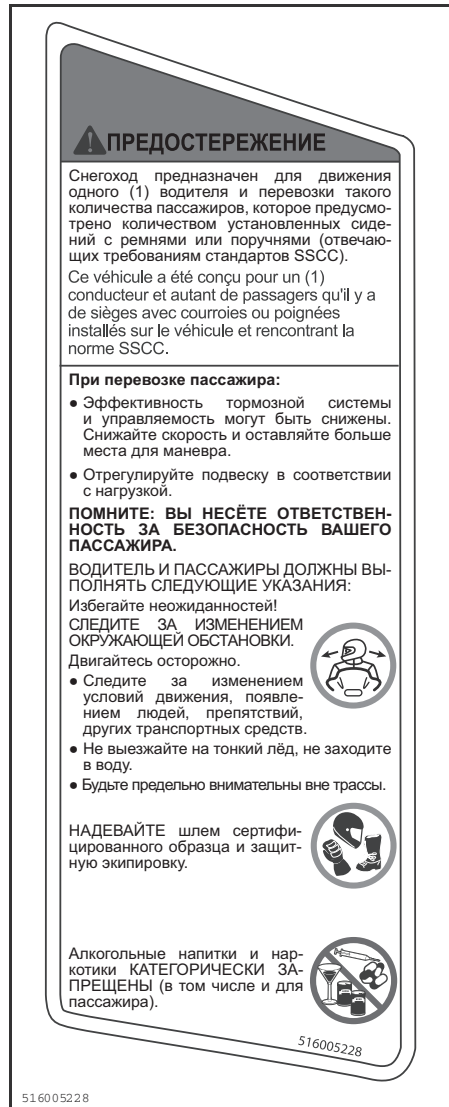 ПРЕДОСТЕРЕЖЕНИЕ
Снегоход предназначен для движения
одного (1) водителя и перевозки такого
количества пассажиров, которое предусмо-
трено количеством установленных сиде-
ний с ремнями или поручнями (отвечаю-
щих требованиям стандартов SSCC).
Ce véhicule a été conçu pour un (1)
conducteur et autant de passagers qu'il y a
de sièges avec courroies ou poignées
installés sur le véhicule et rencontrant la
norme SSCC.
При перевозке пассажира:
● Эффективность тормозной системы
и управляемость могут быть снижены.
Снижайте скорость и оставляйте больше
места для маневра.
● Отрегулируйте подвеску в соответствии
с нагрузкой.
ПОМНИТЕ: ВЫ НЕСЁТЕ ОТВЕТСТВЕН-
НОСТЬ ЗА БЕЗОПАСНОСТЬ ВАШЕГО
ПАССАЖИРА.
ВОДИТЕЛЬ И ПАССАЖИРЫ ДОЛЖНЫ ВЫ-
ПОЛНЯТЬ СЛЕДУЮЩИЕ УКАЗАНИЯ:
Избегайте неожиданностей!
СЛЕДИТЕ ЗА ИЗМЕНЕНИЕМ
ОКРУЖАЮЩЕЙ ОБСТАНОВКИ.
Двигайтесь осторожно.
● Следите за изменением
условий движения, появле-
нием людей, препятствий,
других транспортных средств.
● Не выезжайте на тонкий лёд, не заходите
в воду.
● Будьте предельно внимательны вне трассы.
НАДЕВАЙТЕ шлем сертифи-
цированного образца и защит-
ную экипировку.
Алкогольные напитки и нар-
котики КАТЕГОРИЧЕСКИ ЗА-
ПРЕЩЕНЫ (в том числе и для
пассажира).
516005228
516005228